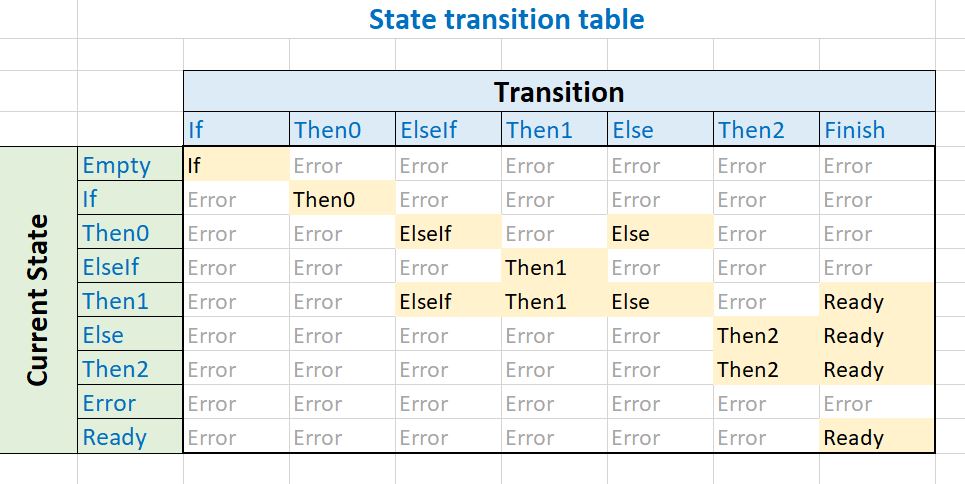 State transition table
Transition
If Then0 ElseIf Then1 Else Then2 Finish
Current State
Empty If Error Error Error Error Error Error
If Error Then0 Error Error Error Error Error
Then0 Error Error ElseIf Error Else Error Error
ElseIf Error Error Error Then1 Error Error Error
Then1 Error Error ElseIf Then1 Else Error Ready
Else Error Error Error Error Error Then2 Ready
Then2 Error Error Error Error Error Then2 Ready
Error Error Error Error Error Error Error Error
Ready Error Error Error Error Error Error Ready